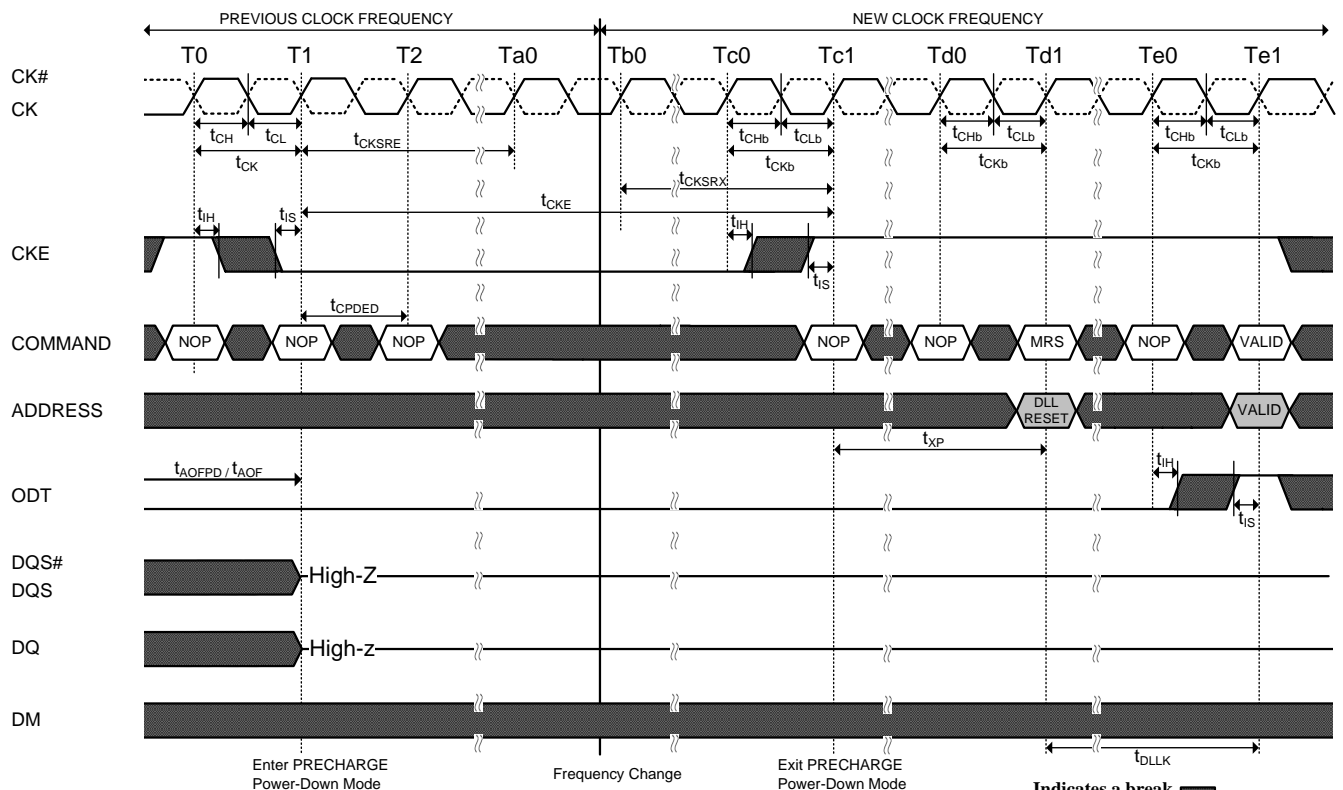 PREVIOUS CLOCK FREQUENCY NEW CLOCK FREQUENCY
T0 T1 T2 Ta0 Tb0 Tc0 Tc1 Td0 Td1 Te0 Te1
CK#
CK
tCH tCL tCKSRE tCHb tCLb tCHb tCLb tCHb tCLb
tCK tCKb tCKb tCKb
tCKSRX
tCKE
tIH tIS tIH
CKE
tIS
tCPDED
COMMAND NOP NOP NOP NOP NOP MRS NOP VALID
ADDRESS DLL RESET VALID
tXP
tAOFPD / tAOF tIH
ODT
tIS
DQS#
High-Z
DQS
DQ High-z
DM
tDLLK
Enter PRECHARGE Power-Down Mode
Frequency Change
Exit PRECHARGE Power-Down Mode
Indicates a break